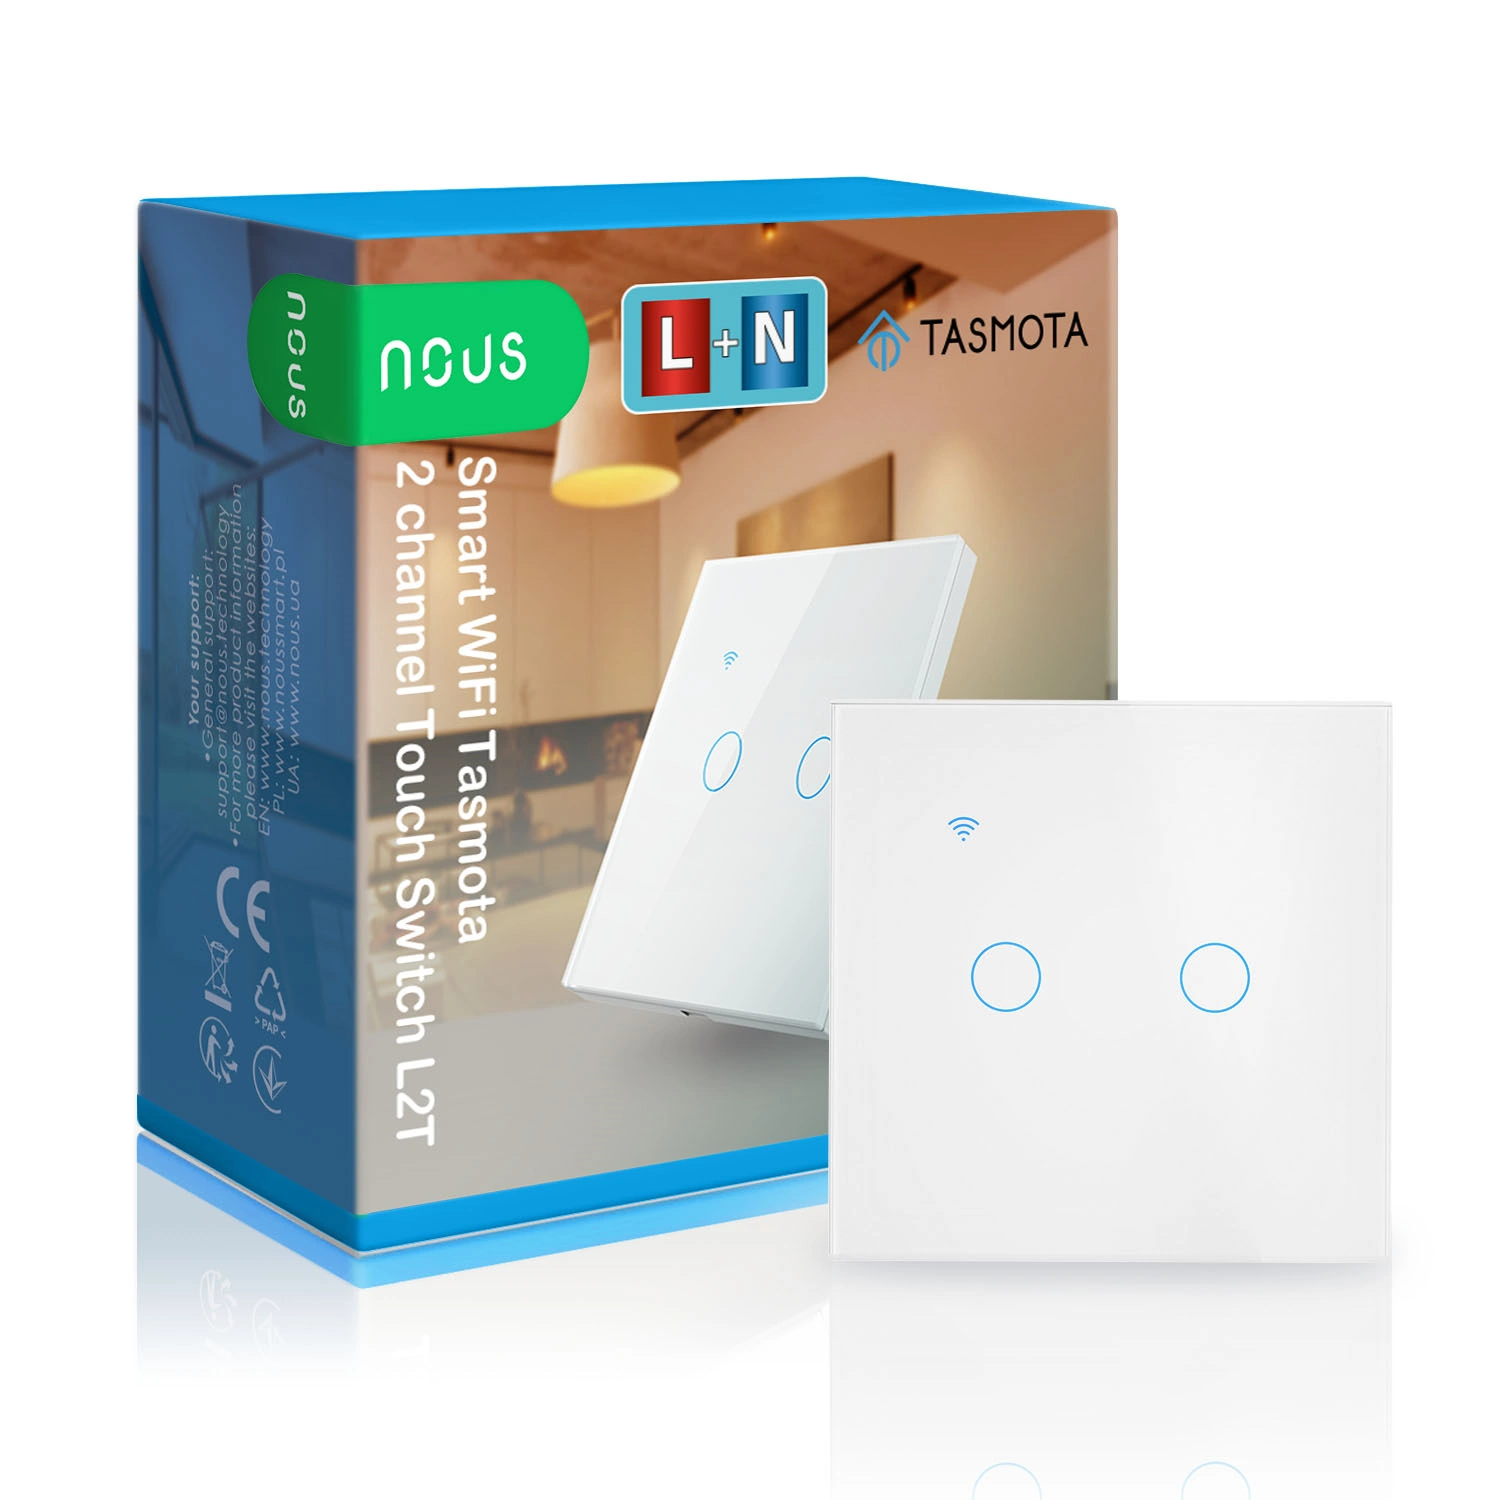 nous
nous
L+N
TASMOTA
Smart WiFi Tasmota
2 channel Touch Switch L2T
Your support:
•General support:
support@nous.technology
•For more product information
please visit the websites:
EN: www.nous.technology
PL: www.noussmart.pl
UA: www.nous.ua
CE
>PAP<